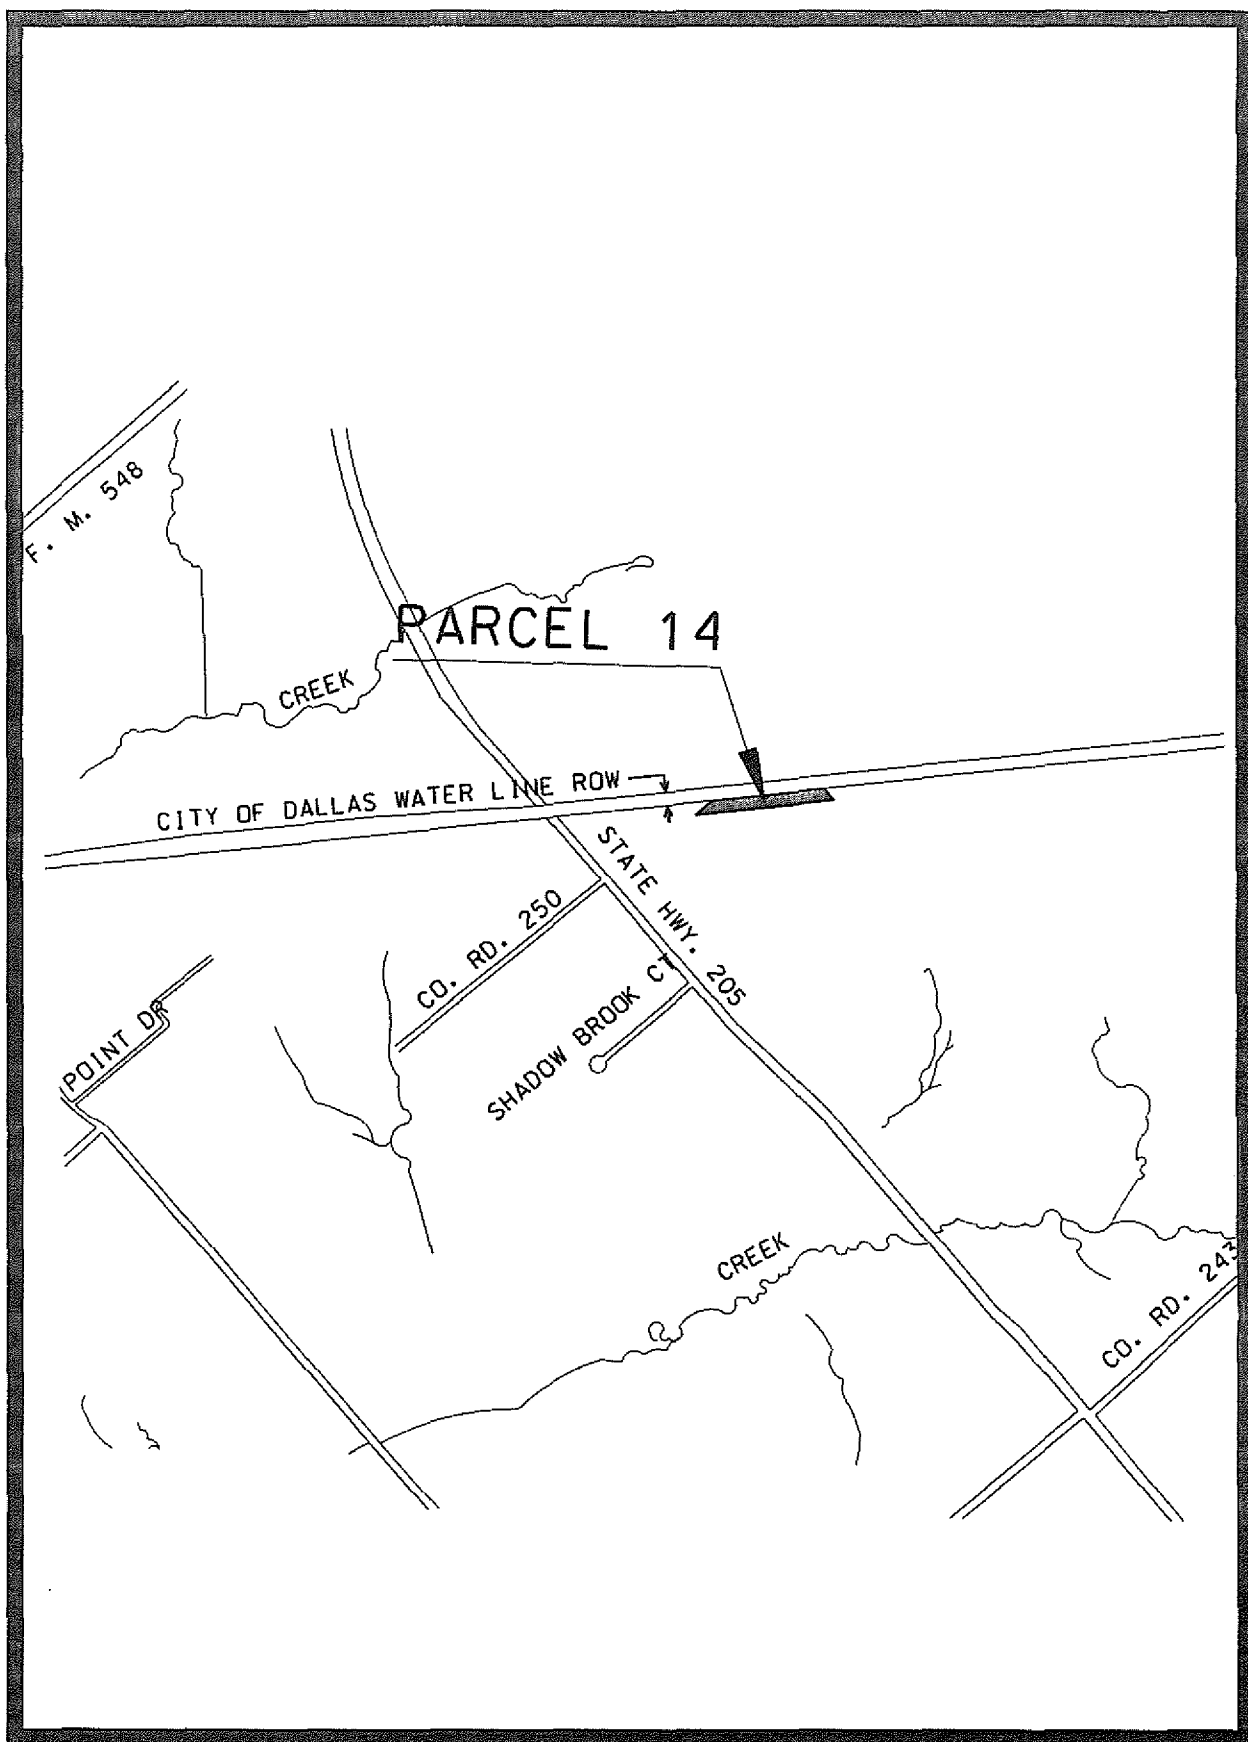 F. M. 548
PARCEL 14
CREEK
CITY OF DALLAS WATER LINE ROW
STATE HWY. 205
CO. RD. 250
SHADOW BROOK CT
POINT DR
CREEK
CO. RD. 243